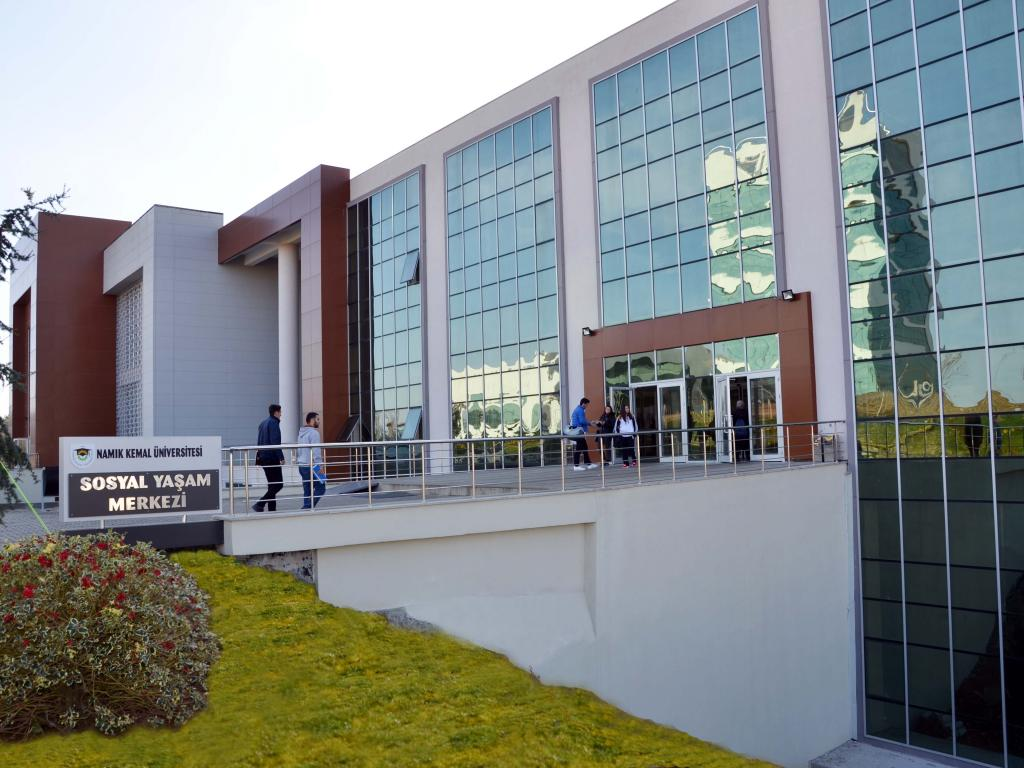 NAMIK KEMAL ÜNİVERSİTESİ
SOSYAL YAŞAM
MERKEZİ